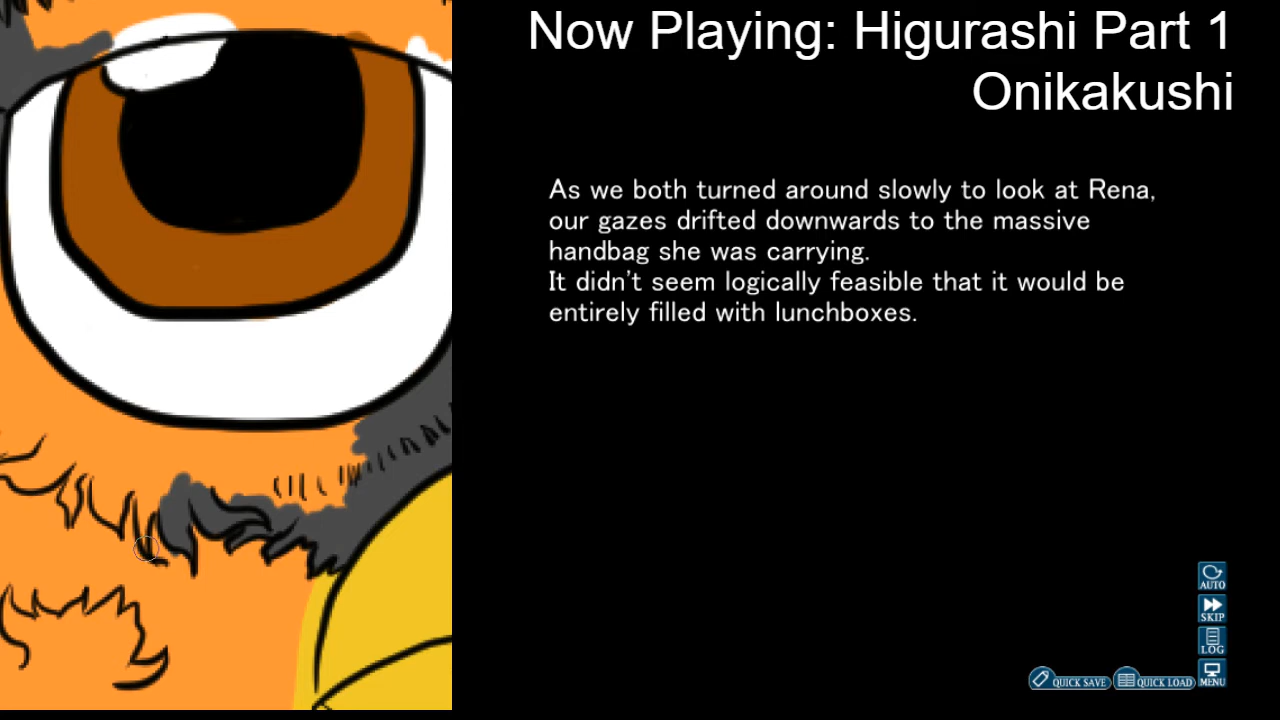 Now Playing: Higurashi Part 1
Onikakushi
As we both turned around slowly to look at Rena,
our gazes drifted downwards to the massive
handbag she was carrying.
It didn't seem logically feasible that it would be
entirely filled with lunchboxes.
AUTO
SKIP
LOG
MENU
QUICK SAVE
QUICK LOAD